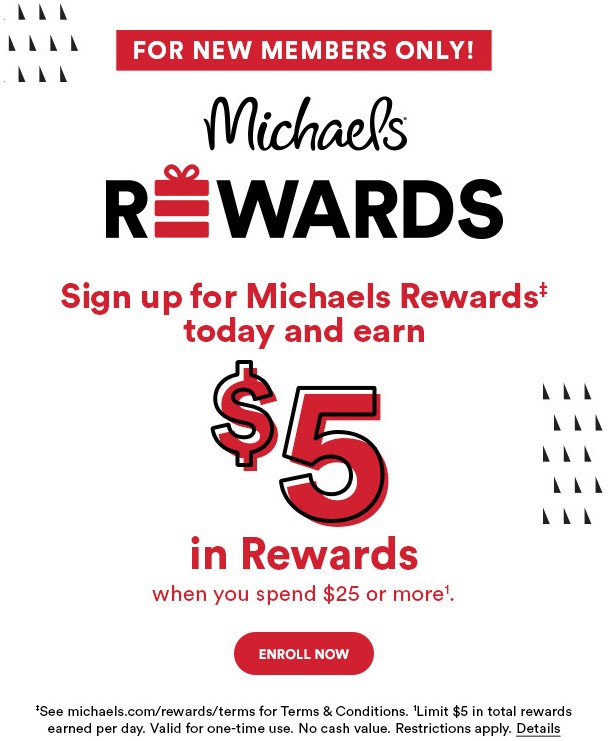 FOR NEW MEMBERS ONLY!
Michaels
REWARDS
Sign up for Michaels Rewards‡
today and earn
$5
in Rewards
when you spend $25 or more¹.
ENROLL NOW
‡See michaels.com/rewards/terms for Terms & Conditions. ¹Limit $5 in total rewards
earned per day. Valid for one-time use. No cash value. Restrictions apply. Details